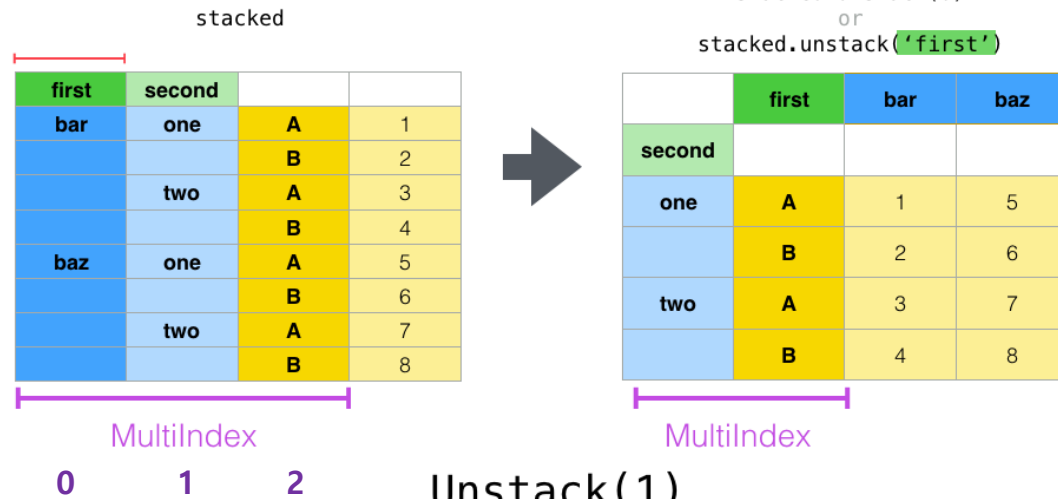 stacked
or
stacked.unstack(‘first’)
first second
bar one A 1
B 2
two A 3
B 4
baz one A 5
B 6
two A 7
B 8
MultiIndex
0 1 2
first bar baz
second
one A 1 5
B 2 6
two A 3 7
B 4 8
MultiIndex
Unstack(1)